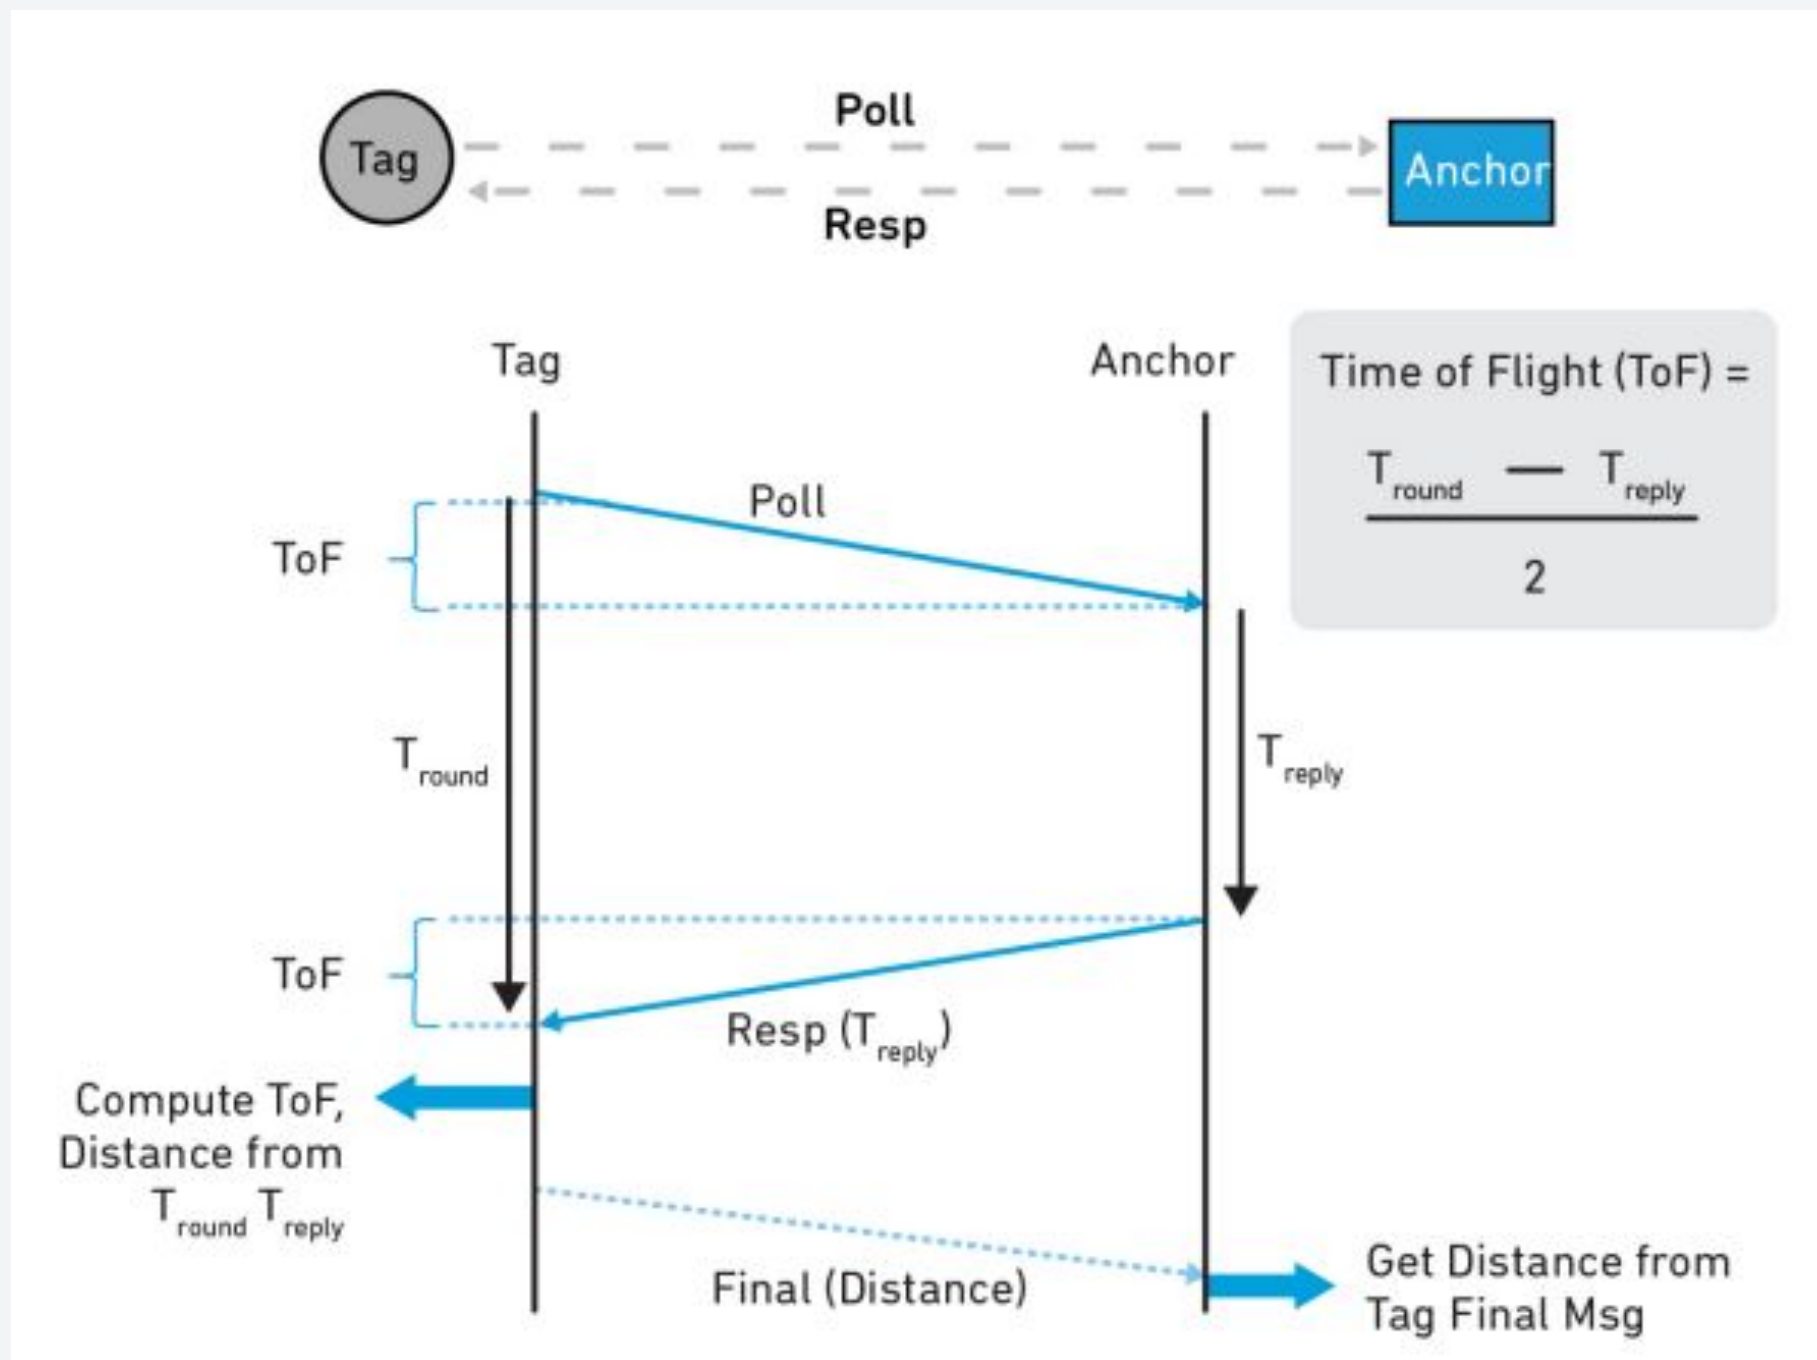 Poll
Tag
Anchor
Resp
Tag
Anchor
Time of Flight (ToF) =
T round — T reply
2
Poll
ToF
T round
T reply
ToF
Resp (T reply)
Compute ToF,
Distance from
T round T reply
Final (Distance)
Get Distance from
Tag Final Msg